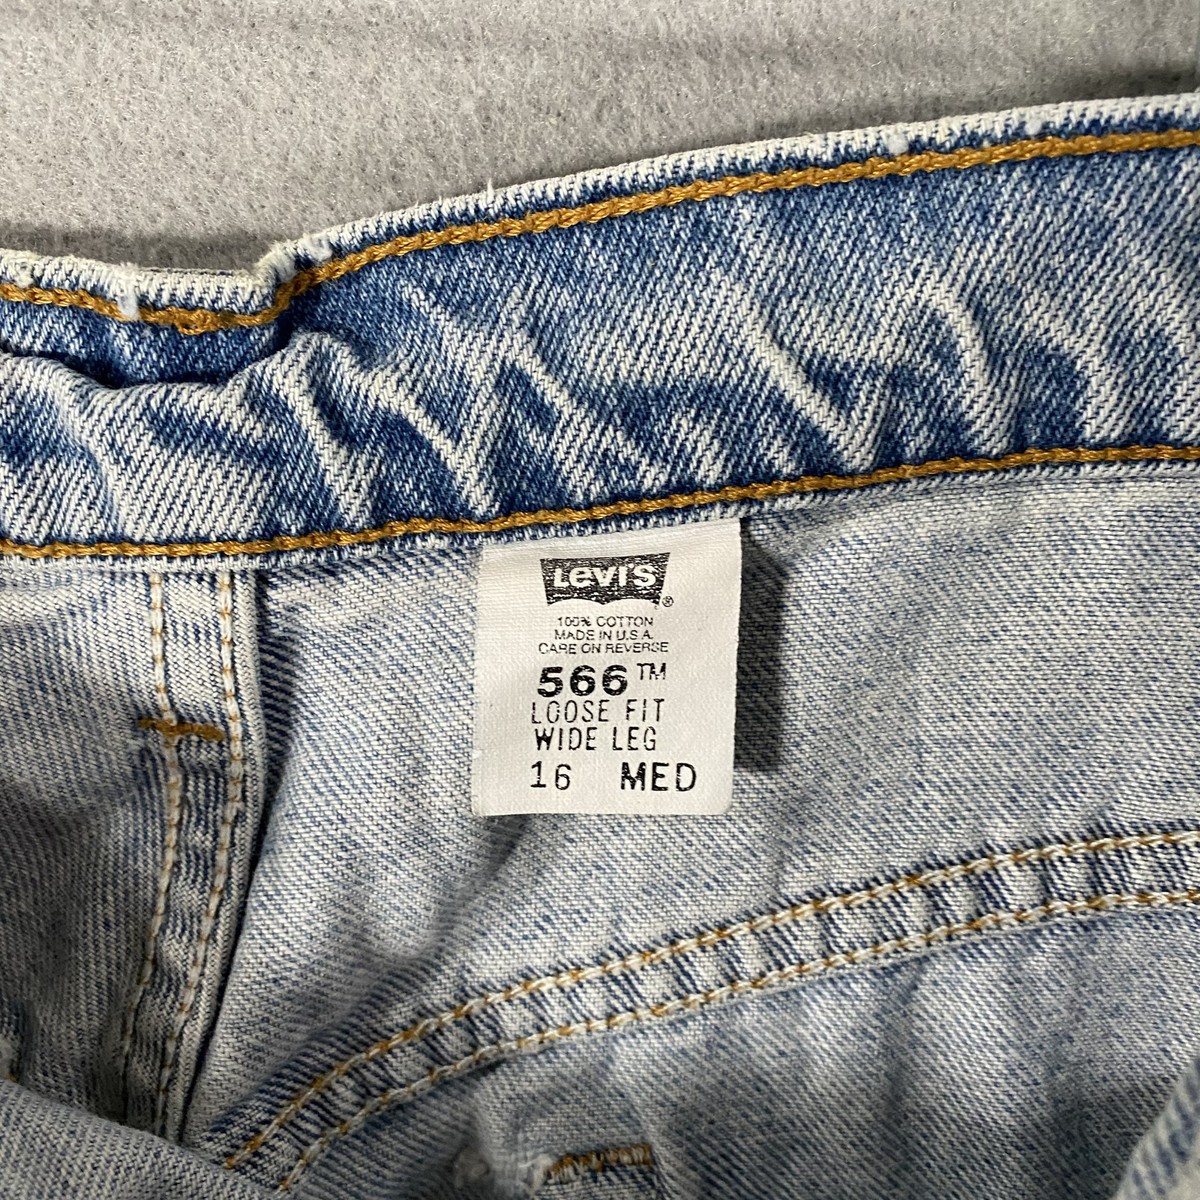 LEVI'S®
100% COTTON
MADE IN U.S.A.
CARE ON REVERSE
566™
LOOSE FIT
WIDE LEG
16 MED